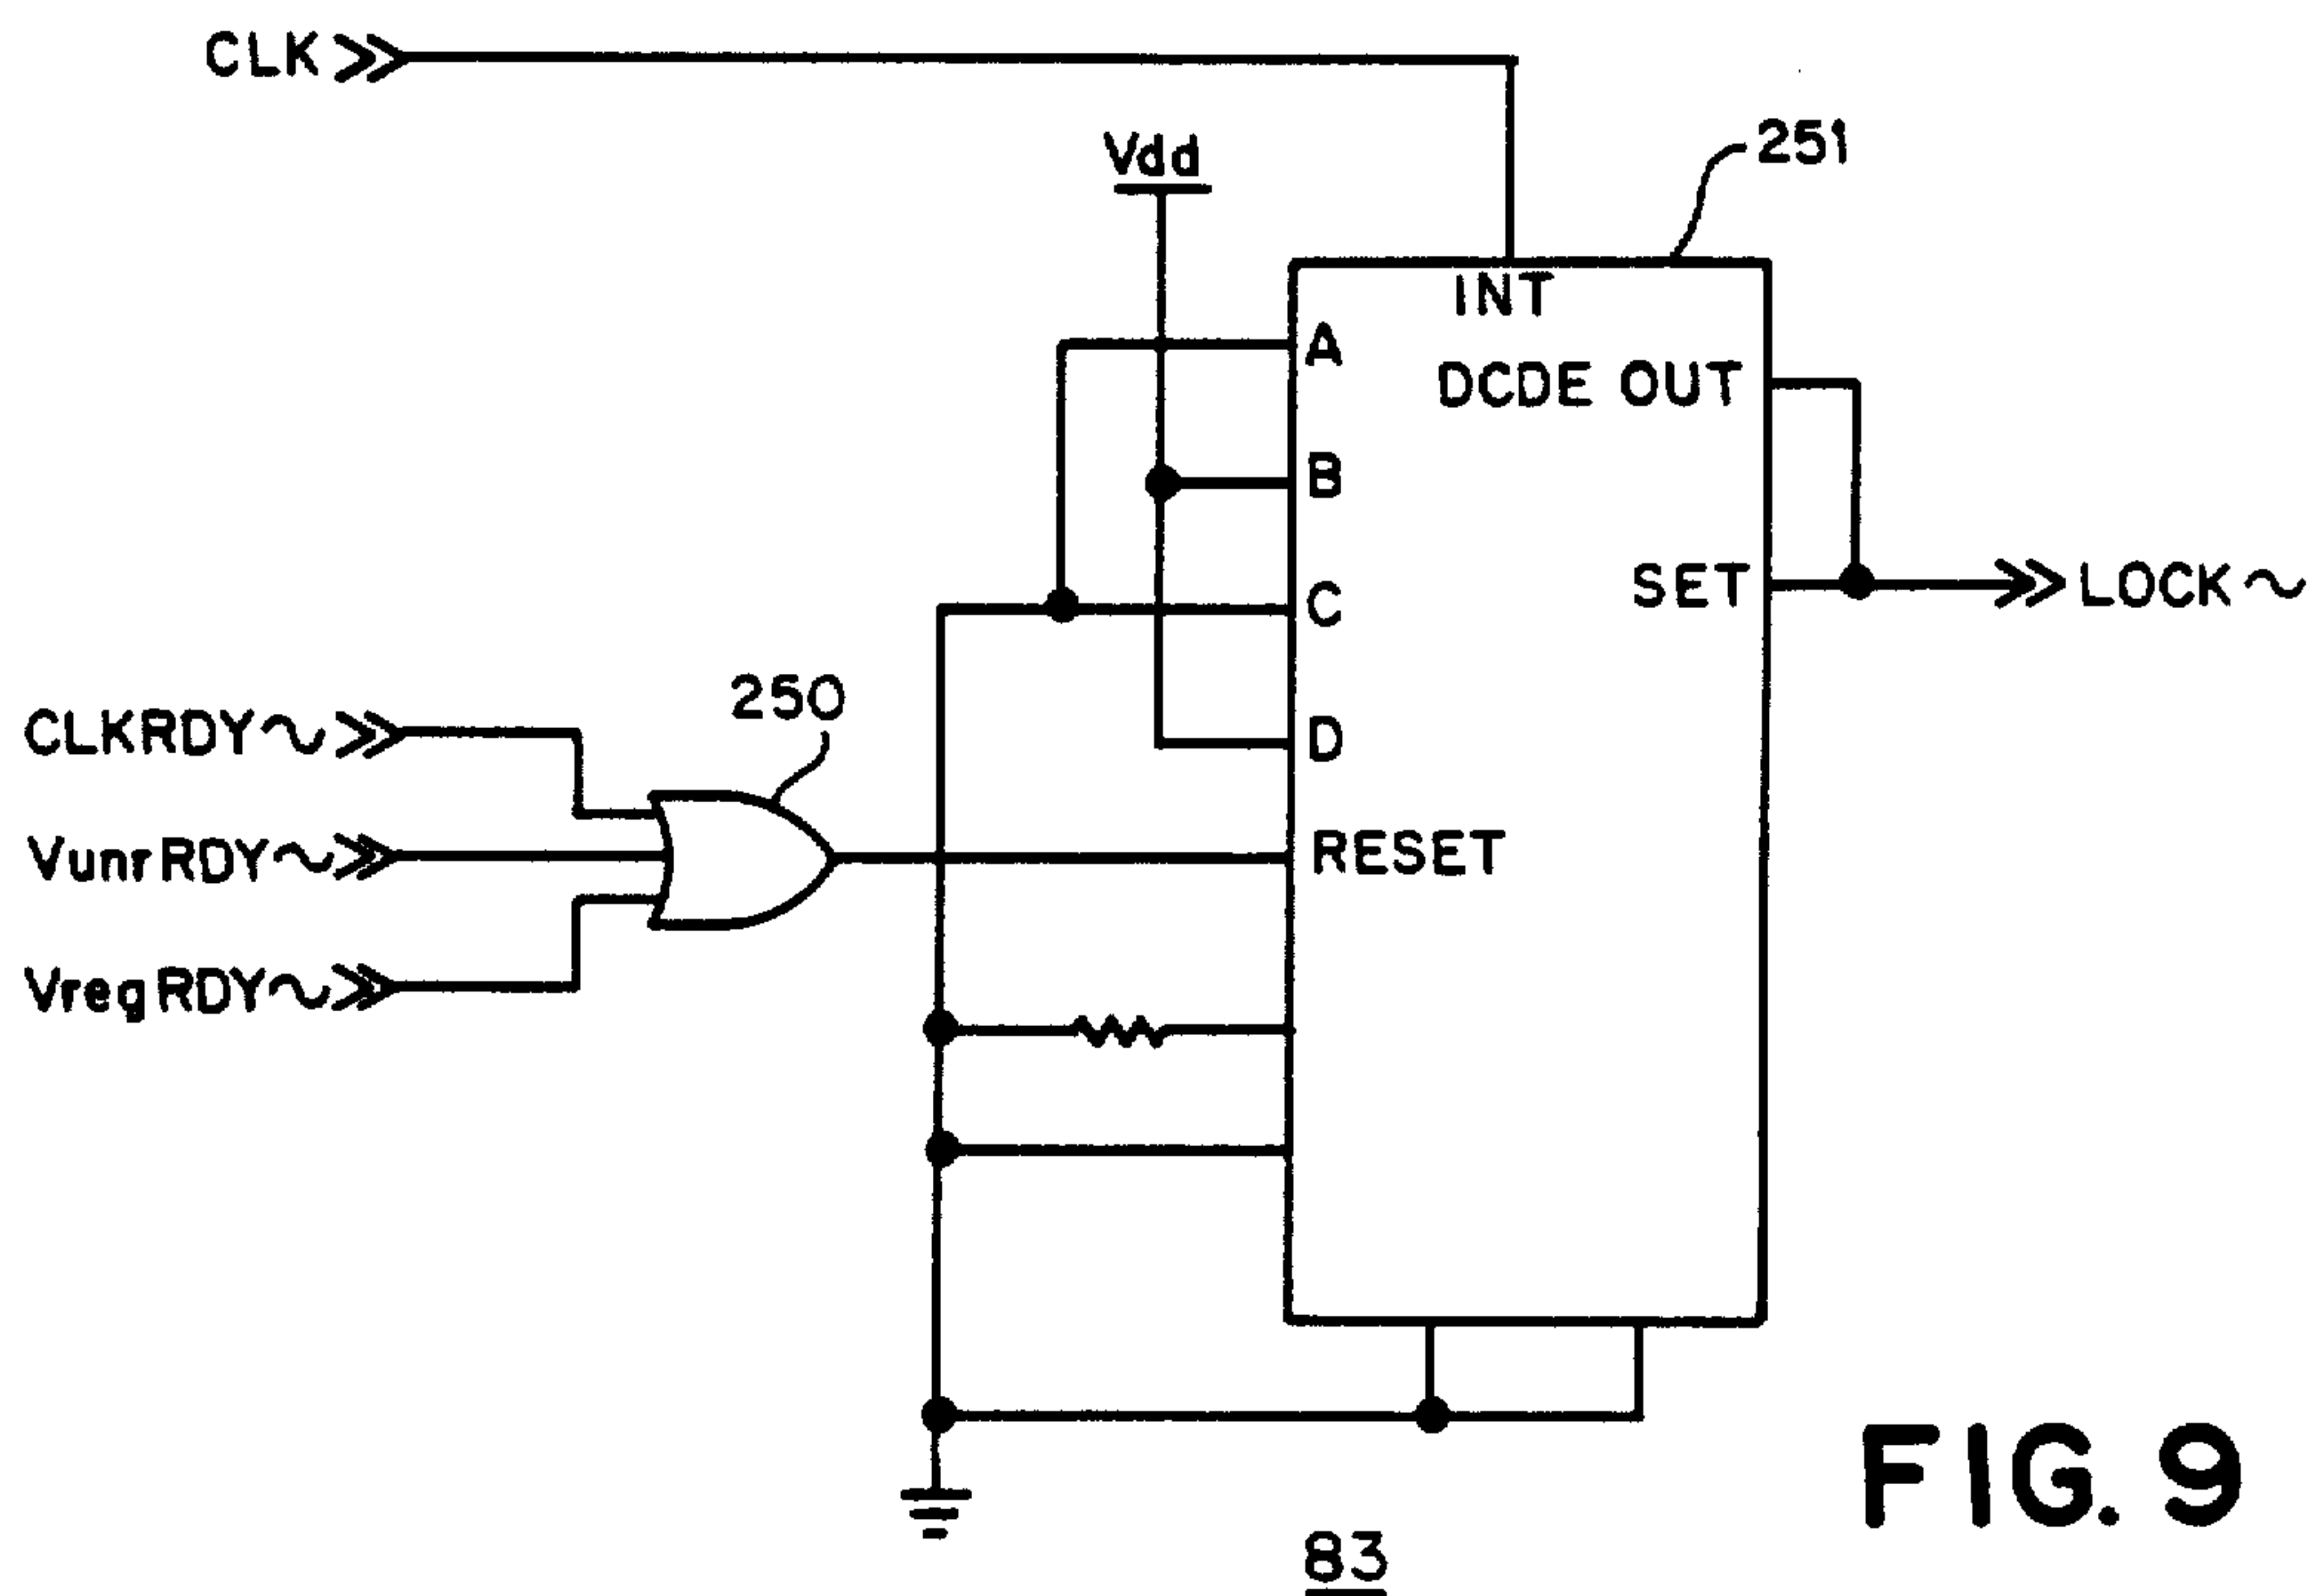 CLK
Vdd
251
INT
A
DCDE OUT
B
SET
LOCK~
C
250
CLKRDY~
D
VunrRDY~
RESET
VregRDY~
FIG. 9
83